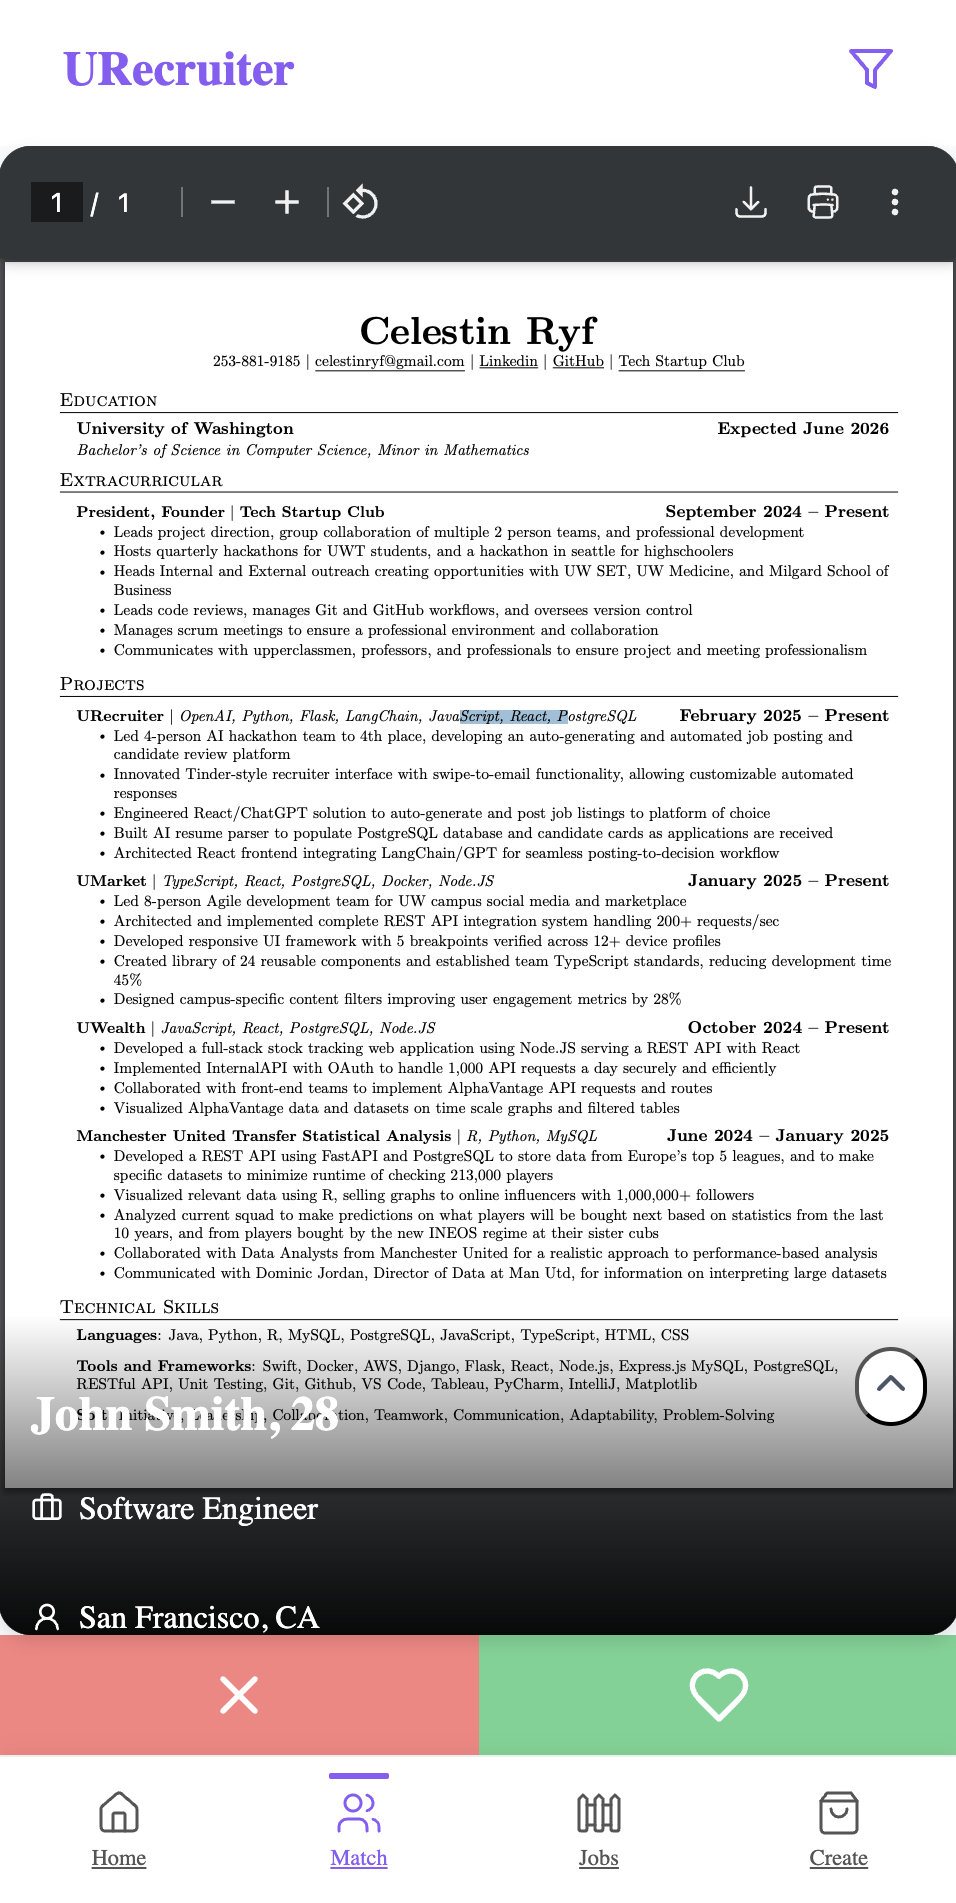 URecruiter
1 / 1
Celestin Ryf
253-881-9185 | celestinryf@gmail.com | Linkedin | GitHub | Tech Startup Club
Education
University of Washington Expected June 2026
Bachelor's of Science in Computer Science, Minor in Mathematics
Extracurricular
President, Founder | Tech Startup Club September 2024 – Present
• Leads project direction, group collaboration of multiple 2 person teams, and professional development
• Hosts quarterly hackathons for UWT students, and a hackathon in seattle for highschoolers
• Heads Internal and External outreach creating opportunities with UW SET, UW Medicine, and Milgard School of
Business
• Leads code reviews, manages Git and GitHub workflows, and oversees version control
• Manages scrum meetings to ensure a professional environment and collaboration
• Communicates with upperclassmen, professors, and professionals to ensure project and meeting professionalism
Projects
URecruiter | OpenAI, Python, Flask, LangChain, JavaScript, React, PostgreSQL February 2025 – Present
• Led 4-person AI hackathon team to 4th place, developing an auto-generating and automated job posting and
candidate review platform
• Innovated Tinder-style recruiter interface with swipe-to-email functionality, allowing customizable automated
responses
• Engineered React/ChatGPT solution to auto-generate and post job listings to platform of choice
• Built AI resume parser to populate PostgreSQL database and candidate cards as applications are received
• Architected React frontend integrating LangChain/GPT for seamless posting-to-decision workflow
UMarket | TypeScript, React, PostgreSQL, Docker, Node.JS January 2025 – Present
• Led 8-person Agile development team for UW campus social media and marketplace
• Architected and implemented complete REST API integration system handling 200+ requests/sec
• Developed responsive UI framework with 5 breakpoints verified across 12+ device profiles
• Created library of 24 reusable components and established team TypeScript standards, reducing development time
45%
• Designed campus-specific content filters improving user engagement metrics by 28%
UWealth | JavaScript, React, PostgreSQL, Node.JS October 2024 – Present
• Developed a full-stack stock tracking web application using Node.JS serving a REST API with React
• Implemented InternalAPI with OAuth to handle 1,000 API requests a day securely and efficiently
• Collaborated with front-end teams to implement AlphaVantage API requests and routes
• Visualized AlphaVantage data and datasets on time scale graphs and filtered tables
Manchester United Transfer Statistical Analysis | R, Python, MySQL June 2024 – January 2025
• Developed a REST API using FastAPI and PostgreSQL to store data from Europe's top 5 leagues, and to make
specific datasets to minimize runtime of checking 213,000 players
• Visualized relevant data using R, selling graphs to online influencers with 1,000,000+ followers
• Analyzed current squad to make predictions on what players will be bought next based on statistics from the last
10 years, and from players bought by the new INEOS regime at their sister cubs
• Collaborated with Data Analysts from Manchester United for a realistic approach to performance-based analysis
• Communicated with Dominic Jordan, Director of Data at Man Utd, for information on interpreting large datasets
Technical Skills
Languages: Java, Python, R, MySQL, PostgreSQL, JavaScript, TypeScript, HTML, CSS
Tools and Frameworks: Swift, Docker, AWS, Django, Flask, React, Node.js, Express.js MySQL, PostgreSQL,
RESTful API, Unit Testing, Git, Github, VS Code, Tableau, PyCharm, IntelliJ, Matplotlib
Collaboration, Teamwork, Communication, Adaptability, Problem-Solving
John Smith, 28
Software Engineer
San Francisco, CA
Home
Match
Jobs
Create